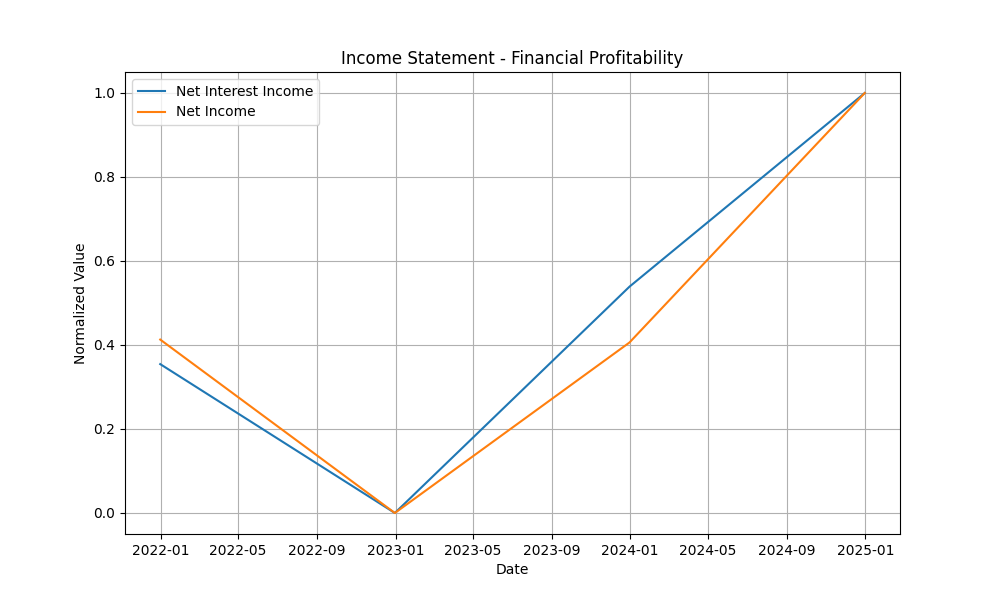 Income Statement - Financial Profitability
Net Interest Income
Net Income
Normalized Value
1.0
0.8
0.6
0.4
0.2
0.0
2022-01 2022-05 2022-09 2023-01 2023-05 2023-09 2024-01 2024-05 2024-09 2025-01
Date